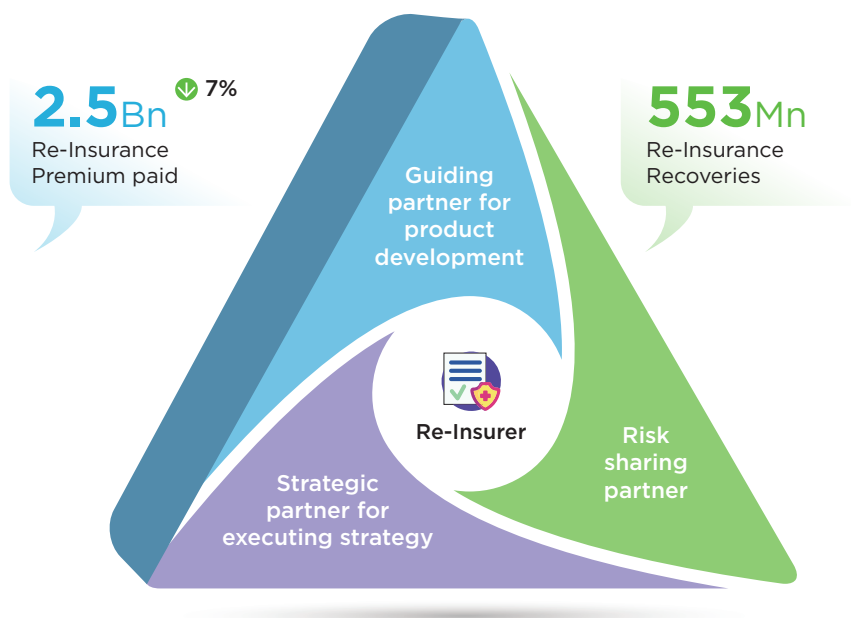 2.5Bn
7%
Re-Insurance
Premium paid
553Mn
Re-Insurance
Recoveries
Guiding
partner for
product
development
Re-Insurer
Risk
sharing
partner
Strategic
partner for
executing strategy